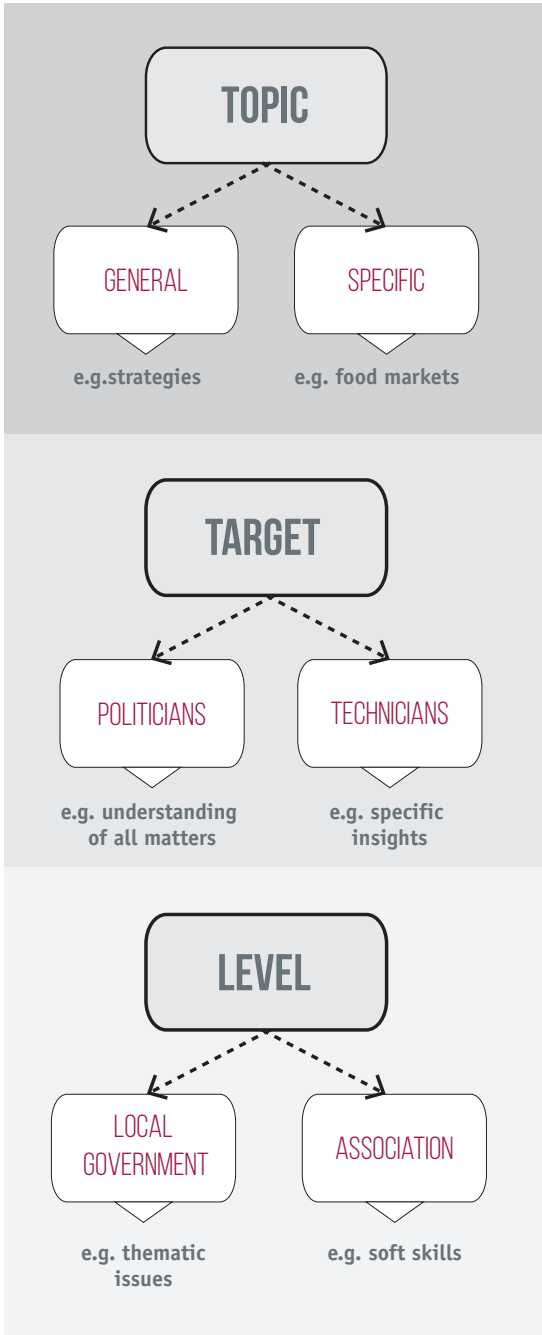 TOPIC
GENERAL
SPECIFIC
e.g.strategies
e.g. food markets
TARGET
POLITICIANS
TECHNICIANS
e.g. understanding
of all matters
e.g. specific
insights
LEVEL
LOCAL
GOVERNMENT
ASSOCIATION
e.g. thematic
issues
e.g. soft skills